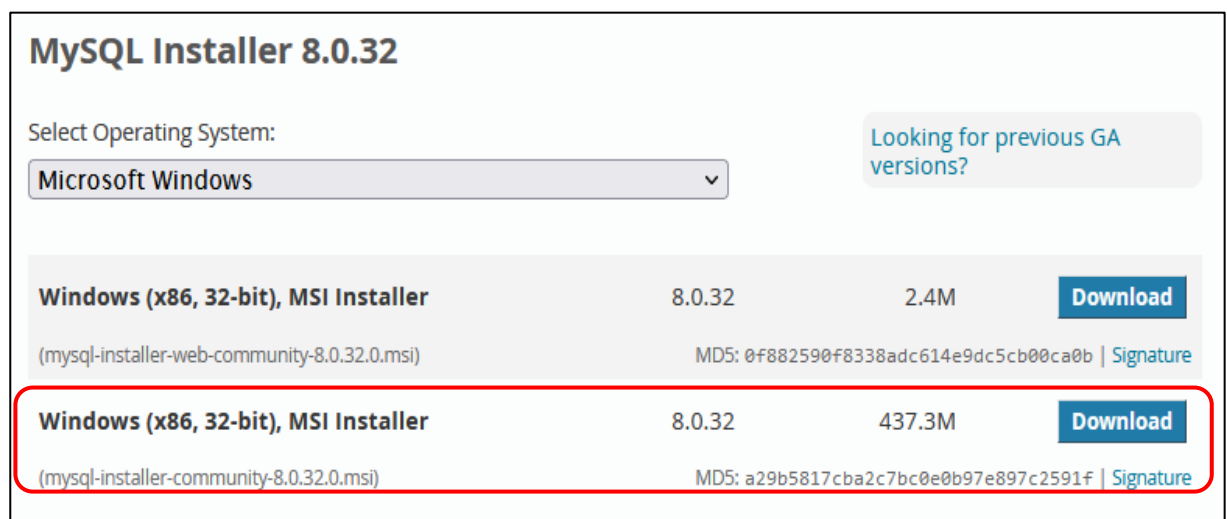 MySQL Installer 8.0.32
Select Operating System:
Looking for previous GA
versions?
Microsoft Windows
Windows (x86, 32-bit), MSI Installer 8.0.32 2.4M Download
(mysql-installer-web-community-8.0.32.0.msi) MD5: 0f882590f8338adc614e9dc5cb00ca0b | Signature
Windows (x86, 32-bit), MSI Installer 8.0.32 437.3M Download
(mysql-installer-community-8.0.32.0.msi) MD5: a29b5817cba2c7bc0e0b97e897c2591f | Signature